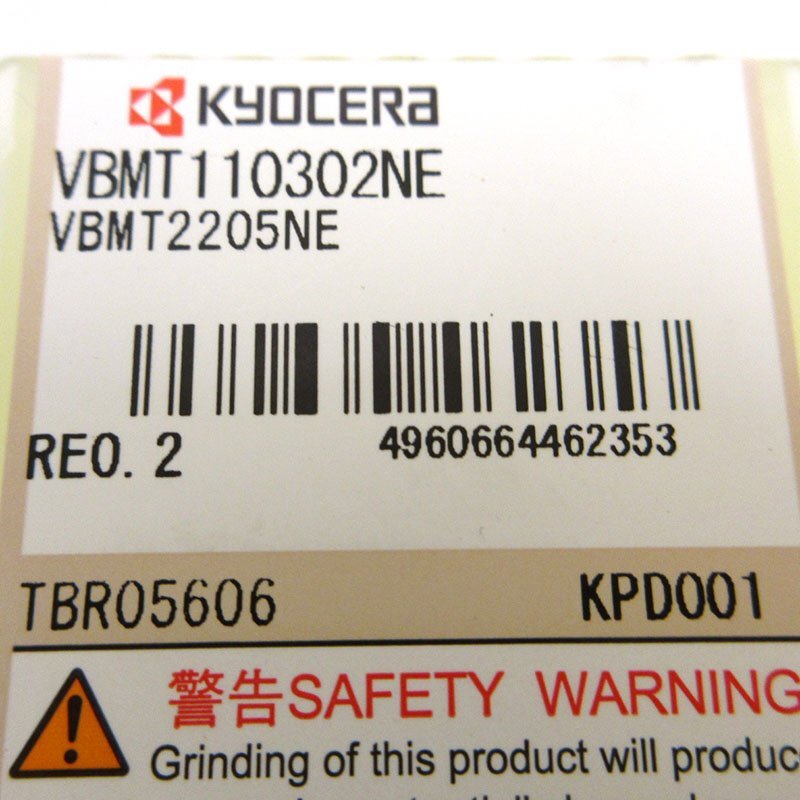 KYOCERA
VBMT110302NE
VBMT2205NE
RE0.2
4960664462353
TBR05606
KPD001
警告SAFETY WARNING
Grinding of this product will produc